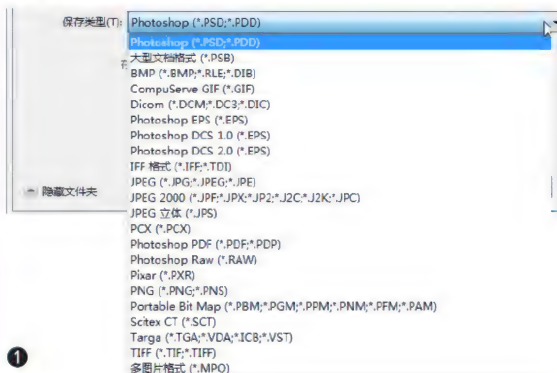 保存类型(T): Photoshop (*.PSD;*.PDD)
Photoshop (*.PSD;*.PDD)
大型文档格式 (*.PSB)
BMP (*.BMP;*.RLE;*.DIB)
CompuServe GIF (*.GIF)
Dicom (*.DCM;*.DC3;*.DIC)
Photoshop EPS (*.EPS)
Photoshop DCS 1.0 (*.EPS)
Photoshop DCS 2.0 (*.EPS)
IFF 格式 (*.IFF;*.TDI)
JPEG (*.JPG;*.JPEG;*.JPE)
JPEG 2000 (*.JPF;*.JPX;*.JP2;*.J2C;*.J2K;*.JPC)
JPEG 立体 (*.JPS)
PCX (*.PCX)
Photoshop PDF (*.PDF;*.PDP)
Photoshop Raw (*.RAW)
Pixar (*.PXR)
PNG (*.PNG;*.PNS)
Portable Bit Map (*.PBM;*.PGM;*.PPM;*.PNM;*.PFM;*.PAM)
Scitex CT (*.SCT)
Targa (*.TGA;*.VDA;*.ICB;*.VST)
TIFF (*.TIF;*.TIFF)
多图片格式 (*.MPO)
隐藏文件夹
❶